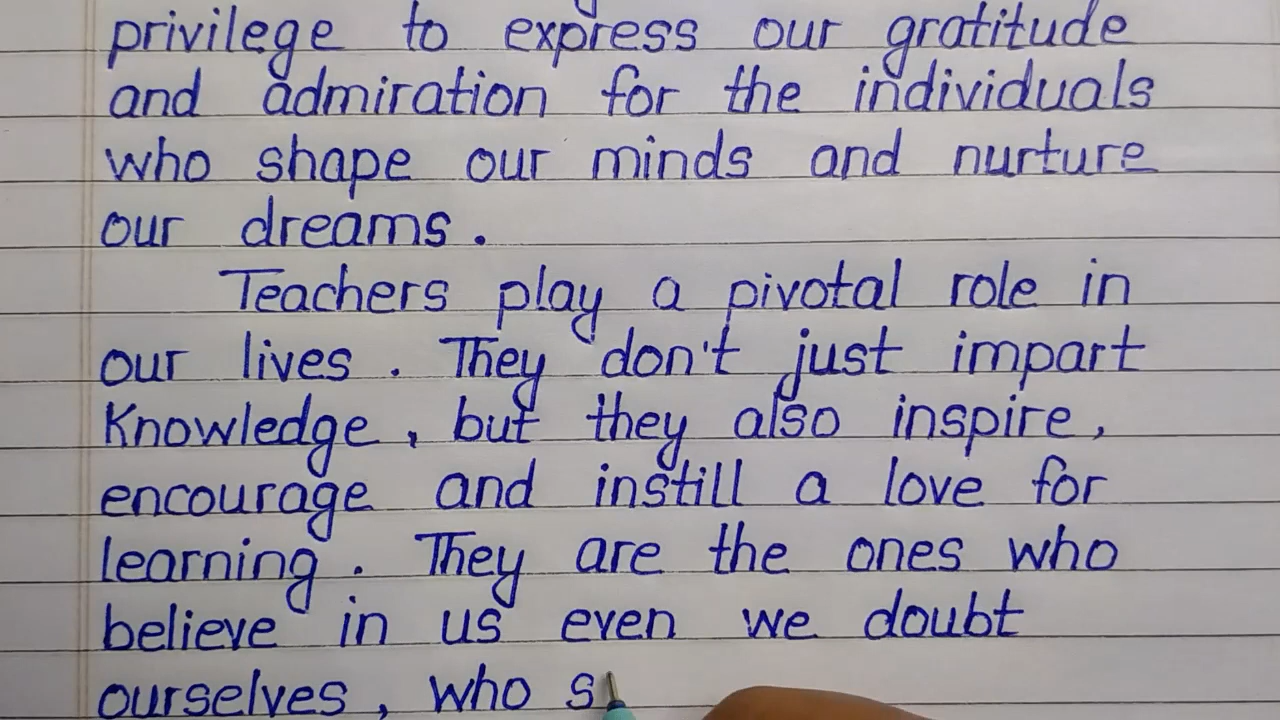 privilege to express our gratitude
and admiration for the individuals
who shape our minds and nurture
our dreams.
Teachers play a pivotal role in
our lives. They don't just impart
Knowledge, but they also inspire,
encourage and instill a love for
learning. They are the ones who
believe in us even we doubt
ourselves, who s